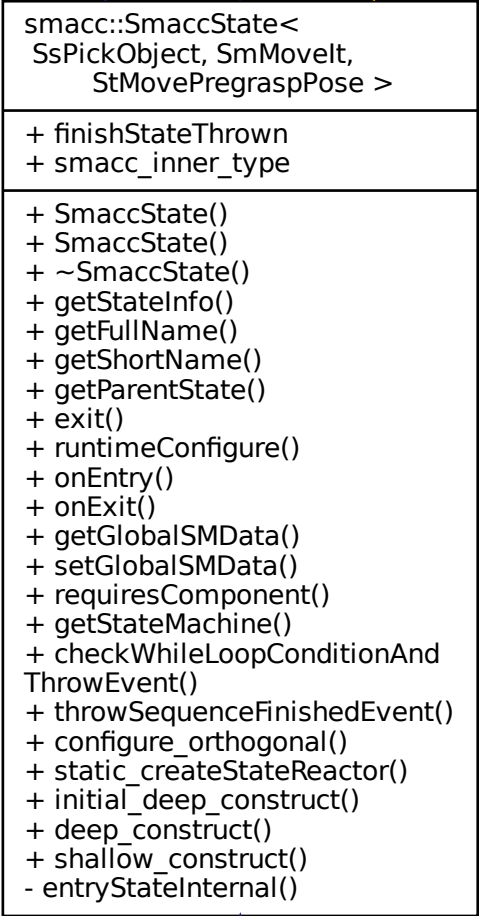 smacc::SmaccState<
SsPickObject, SmMoveIt,
StMovePregraspPose >
+ finishStateThrown
+ smacc_inner_type
+ SmaccState()
+ SmaccState()
+ ~SmaccState()
+ getStateInfo()
+ getFullName()
+ getShortName()
+ getParentState()
+ exit()
+ runtimeConfigure()
+ onEntry()
+ onExit()
+ getGlobalSMData()
+ setGlobalSMData()
+ requiresComponent()
+ getStateMachine()
+ checkWhileLoopConditionAnd
ThrowEvent()
+ throwSequenceFinishedEvent()
+ configure_orthogonal()
+ static_createStateReactor()
+ initial_deep_construct()
+ deep_construct()
+ shallow_construct()
- entryStateInternal()